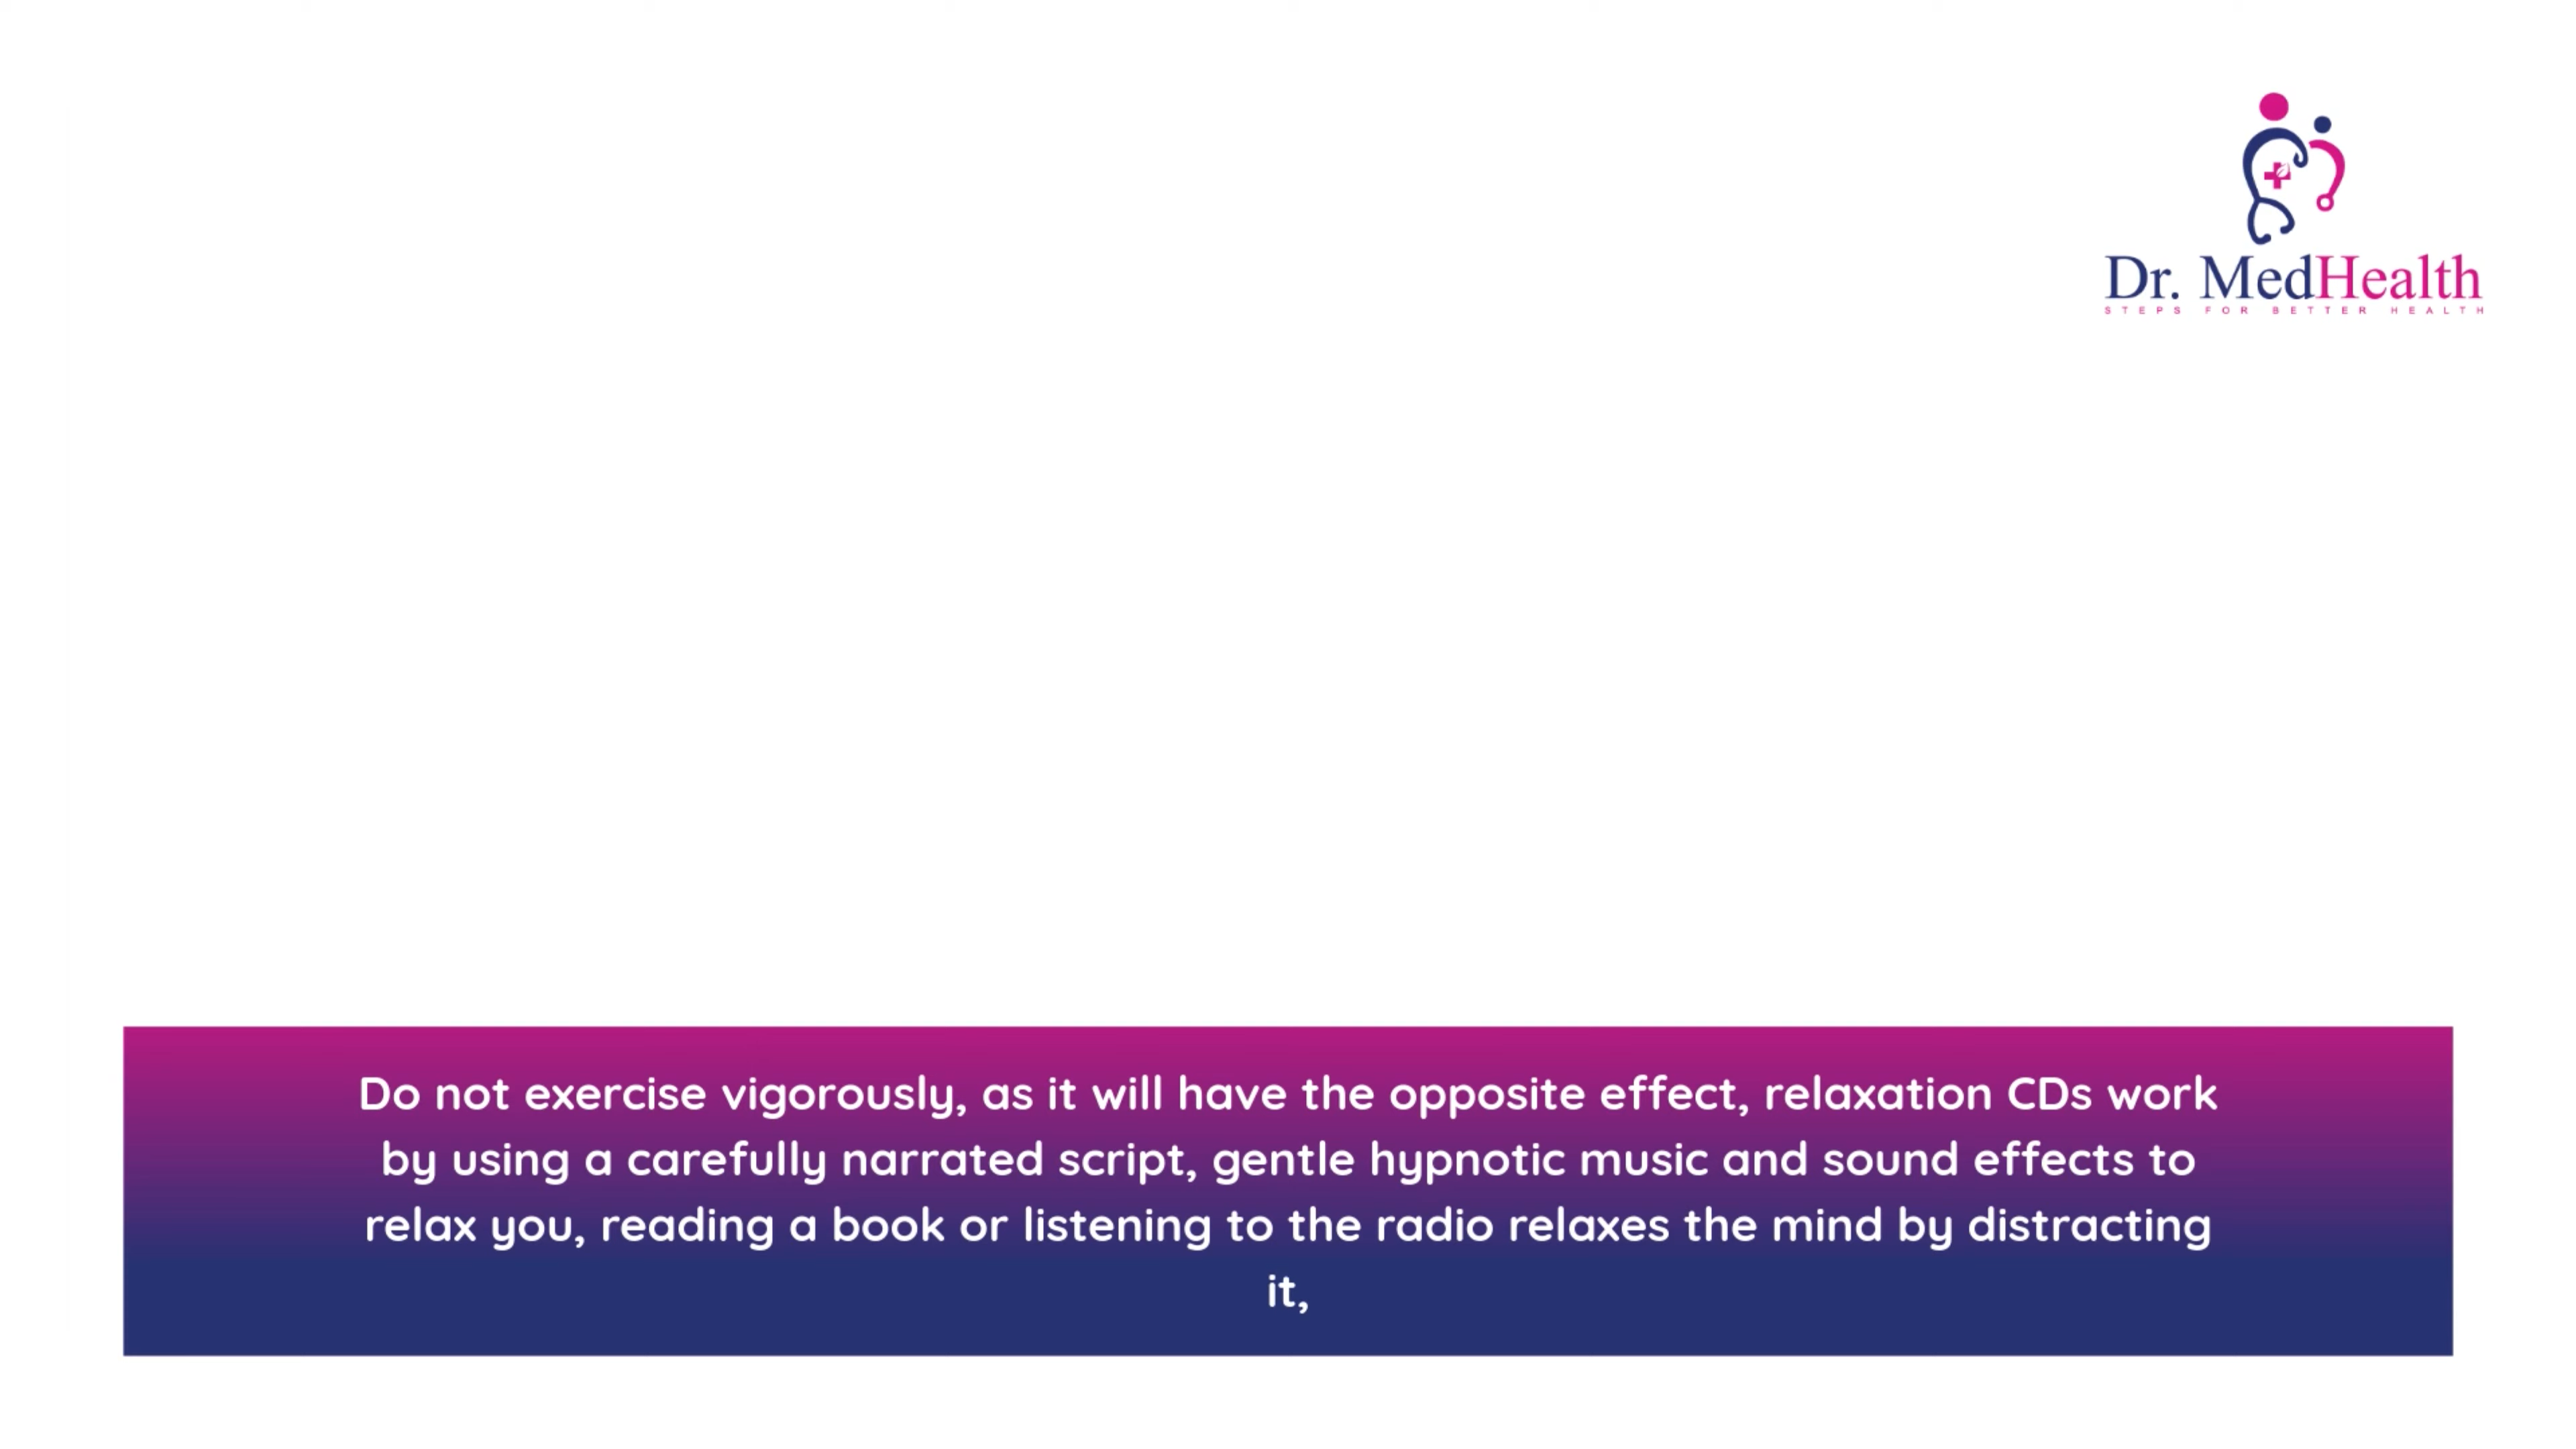 Dr. MedHealth
STEPS FOR BETTER HEALTH
Do not exercise vigorously, as it will have the opposite effect, relaxation CDs work
by using a carefully narrated script, gentle hypnotic music and sound effects to
relax you, reading a book or listening to the radio relaxes the mind by distracting
it,